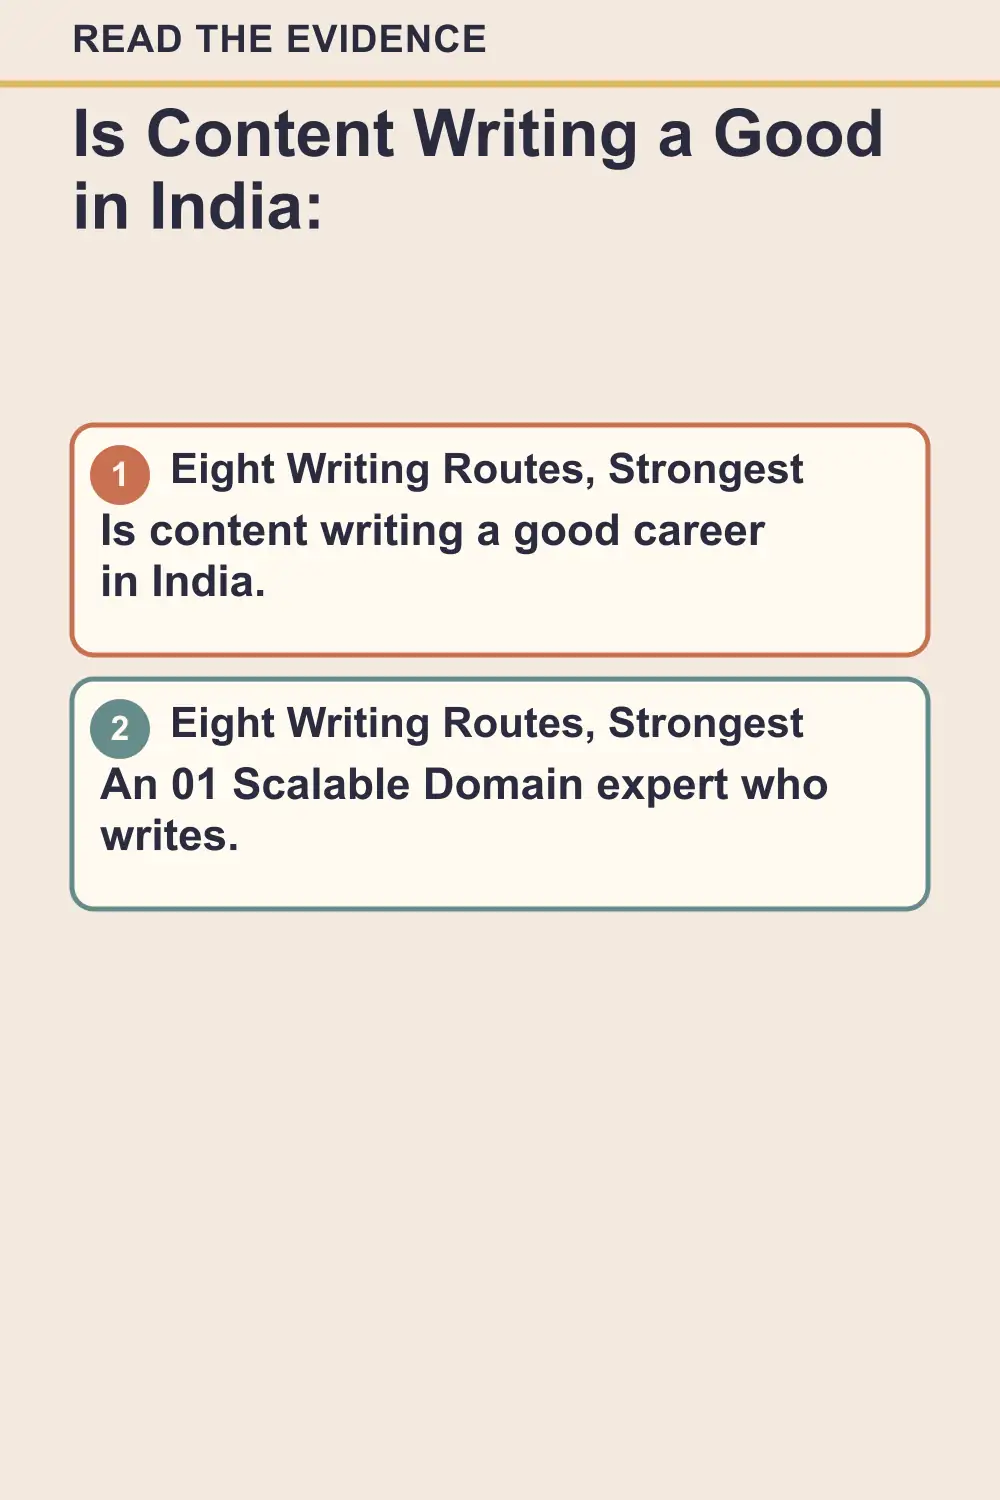 READ THE EVIDENCE
Is Content Writing a Good
in India:
1 Eight Writing Routes, Strongest
Is content writing a good career
in India.
2 Eight Writing Routes, Strongest
An 01 Scalable Domain expert who
writes.